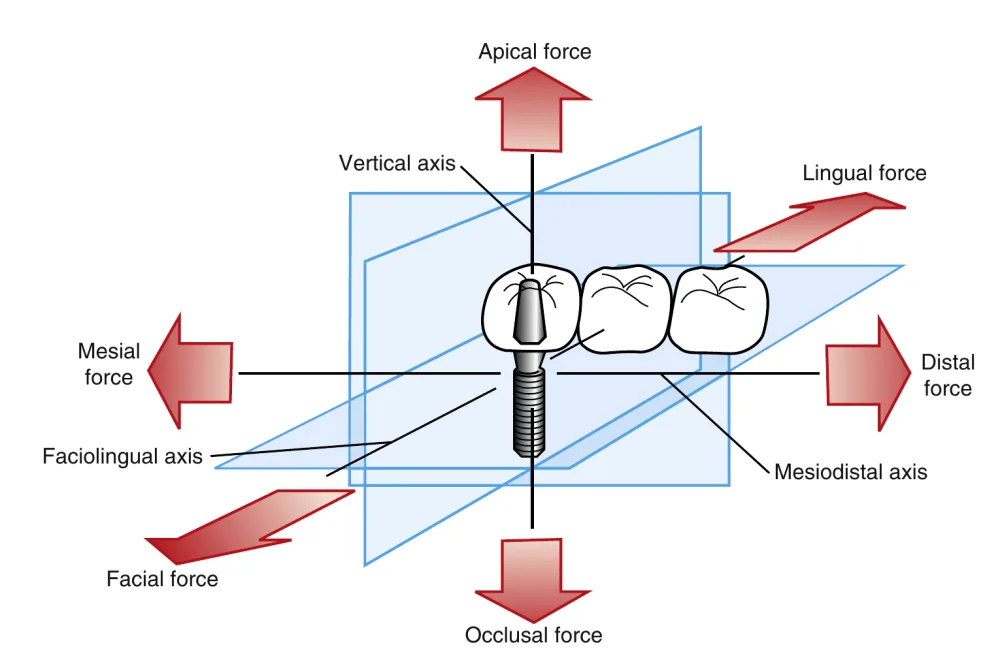 Apical force
Vertical axis
Lingual force
Mesial
force
Distal
force
Faciolingual axis
Mesiodistal axis
Facial force
Occlusal force